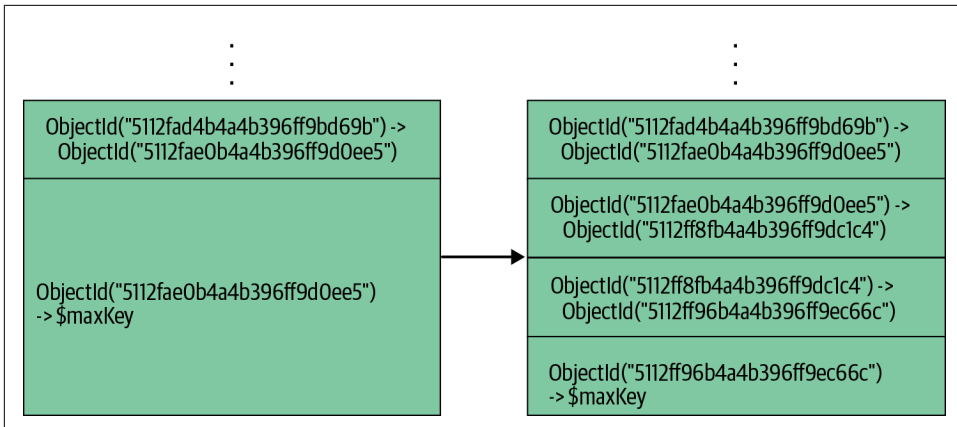 ObjectId("5112fad4b4a4b396ff9bd69b") ->
ObjectId("5112fae0b4a4b396ff9d0ee5")
ObjectId("5112fae0b4a4b396ff9d0ee5")
-> $maxKey
ObjectId("5112fad4b4a4b396ff9bd69b") ->
ObjectId("5112fae0b4a4b396ff9d0ee5")
ObjectId("5112fae0b4a4b396ff9d0ee5") ->
ObjectId("5112ff8fb4a4b396ff9dc1c4")
ObjectId("5112ff8fb4a4b396ff9dc1c4") ->
ObjectId("5112ff96b4a4b396ff9ec66c")
ObjectId("5112ff96b4a4b396ff9ec66c")
-> $maxKey